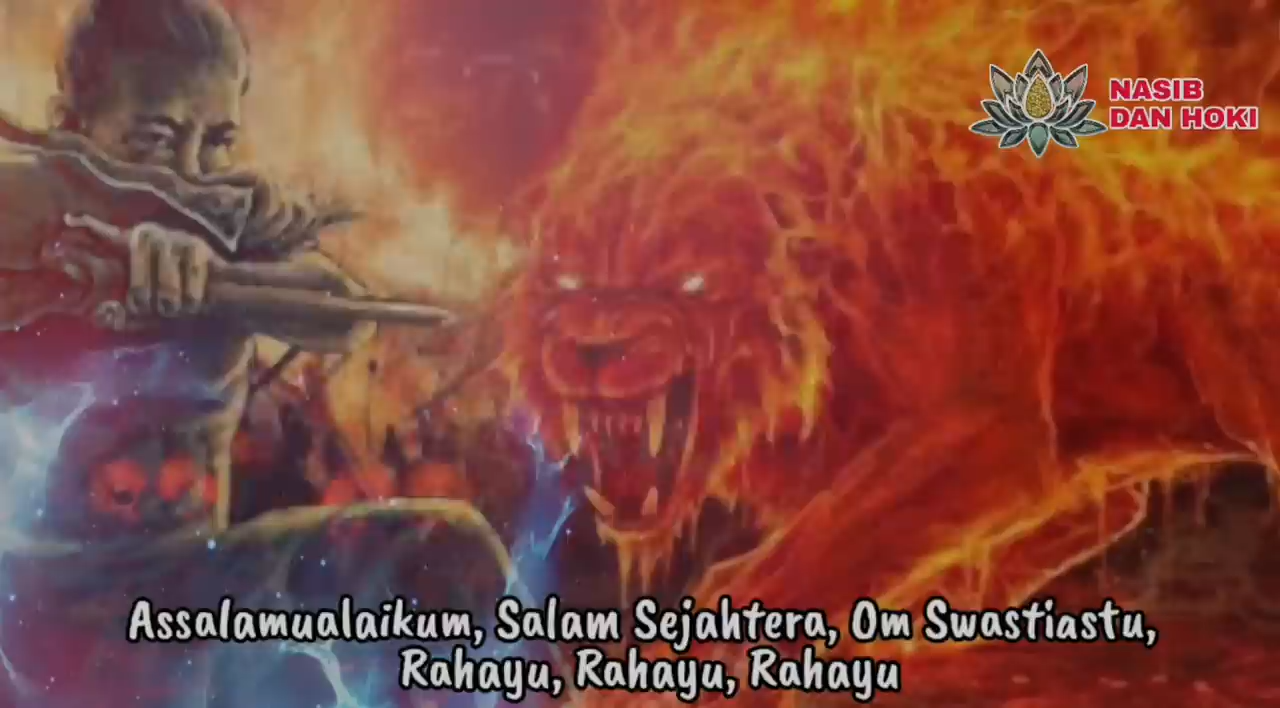 NASIB
DAN HOKI
Assalamualaikum, Salam Sejahtera, Om Swastiastu,
Rahayu, Rahayu, Rahayu